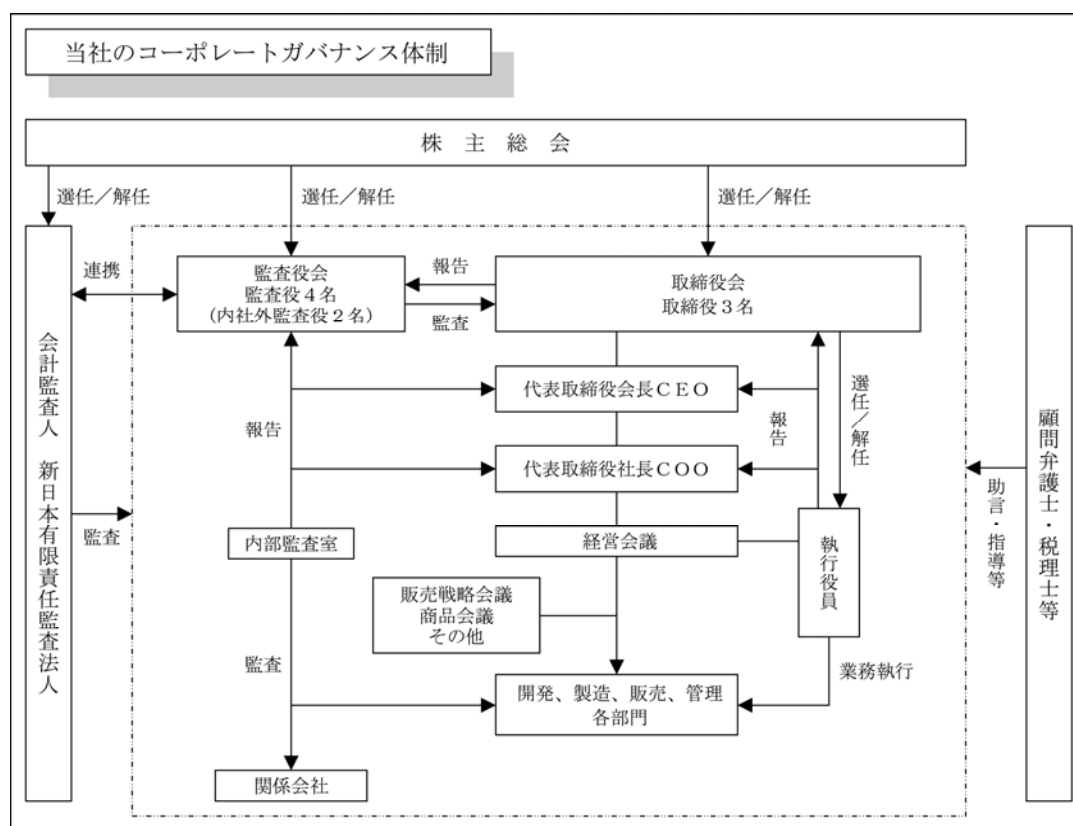 当社のコーポレートガバナンス体制
株主総会
選任／解任
選任／解任
選任／解任
会計監査人 新日本有限責任監査法人
連携
監査役会
監査役４名
（内社外監査役２名）
報告
監査
取締役会
取締役３名
代表取締役会長ＣＥＯ
報告
選任／解任
報告
代表取締役社長ＣＯＯ
顧問弁護士・税理士等
助言・指導等
監査
内部監査室
経営会議
執行役員
販売戦略会議
商品会議
その他
監査
業務執行
開発、製造、販売、管理
各部門
関係会社